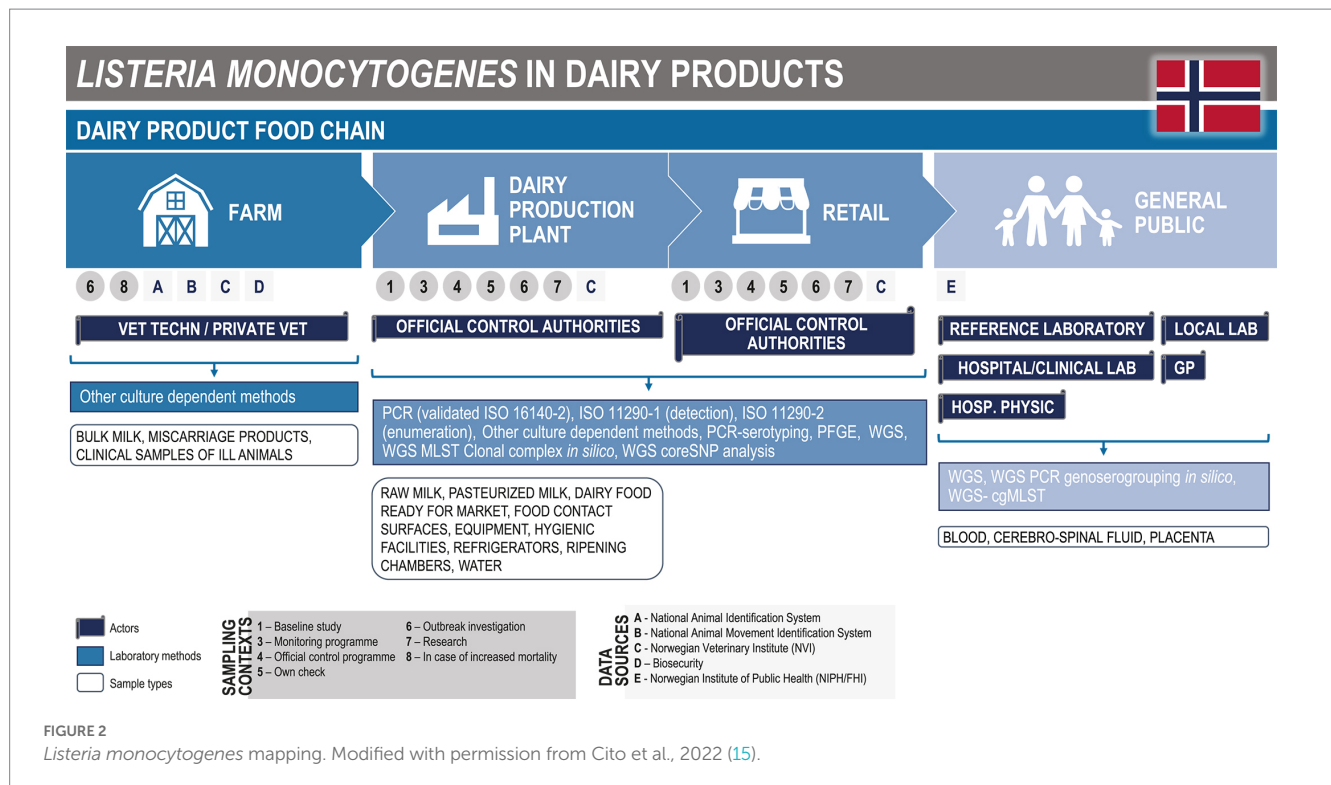 LISTERIA MONOCYTOGENES IN DAIRY PRODUCTS
DAIRY PRODUCT FOOD CHAIN
FARM
6 8 A B C D
VET TECHN / PRIVATE VET
Other culture dependent methods
BULK MILK, MISCARRIAGE PRODUCTS,
CLINICAL SAMPLES OF ILL ANIMALS
DAIRY
PRODUCTION
PLANT
1 3 4 5 6 7 C
OFFICIAL CONTROL AUTHORITIES
RETAIL
1 3 4 5 6 7 C
OFFICIAL CONTROL
AUTHORITIES
PCR (validated ISO 16140-2), ISO 11290-1 (detection), ISO 11290-2
(enumeration), Other culture dependent methods, PCR-serotyping, PFGE, WGS,
WGS MLST Clonal complex in silico, WGS coreSNP analysis
RAW MILK, PASTEURIZED MILK, DAIRY FOOD
READY FOR MARKET, FOOD CONTACT
SURFACES, EQUIPMENT, HYGIENIC
FACILITIES, REFRIGERATORS, RIPENING
CHAMBERS, WATER
GENERAL
PUBLIC
E
REFERENCE LABORATORY
LOCAL LAB
HOSPITAL/CLINICAL LAB
GP
HOSP. PHYSIC
WGS, WGS PCR genoserogrouping in silico,
WGS- cgMLST
BLOOD, CEREBRO-SPINAL FLUID, PLACENTA
Actors
Laboratory methods
Sample types
SAMPLING
CONTEXTS
1 – Baseline study
3 – Monitoring programme
4 – Official control programme
5 – Own check
6 – Outbreak investigation
7 – Research
8 – In case of increased mortality
DATA
SOURCES
A - National Animal Identification System
B - National Animal Movement Identification System
C - Norwegian Veterinary Institute (NVI)
D – Biosecurity
E - Norwegian Institute of Public Health (NIPH/FHI)
FIGURE 2
Listeria monocytogenes mapping. Modified with permission from Cito et al., 2022 (15).